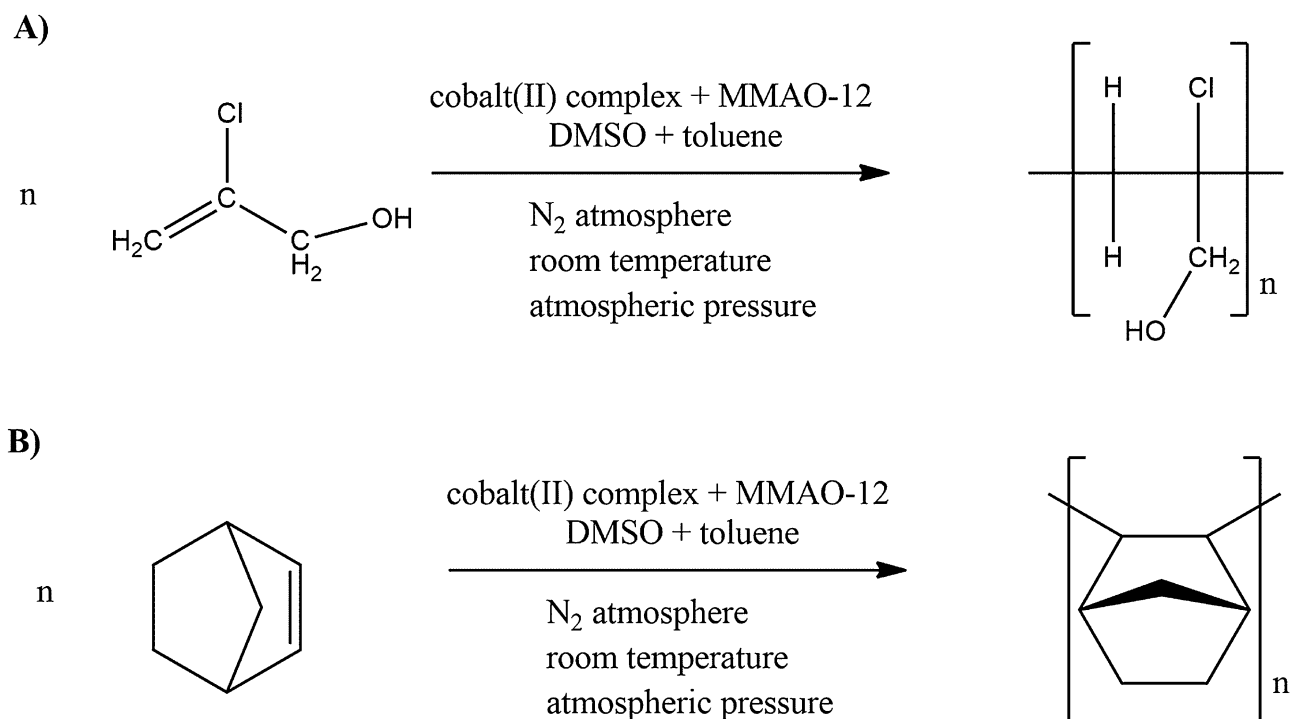 A)
cobalt(II) complex + MMAO-12
DMSO + toluene
n
Cl
C
H₂C
C
H₂
OH
N₂ atmosphere
room temperature
atmospheric pressure
H
Cl
H
CH₂
HO
n
B)
cobalt(II) complex + MMAO-12
DMSO + toluene
n
N₂ atmosphere
room temperature
atmospheric pressure
n